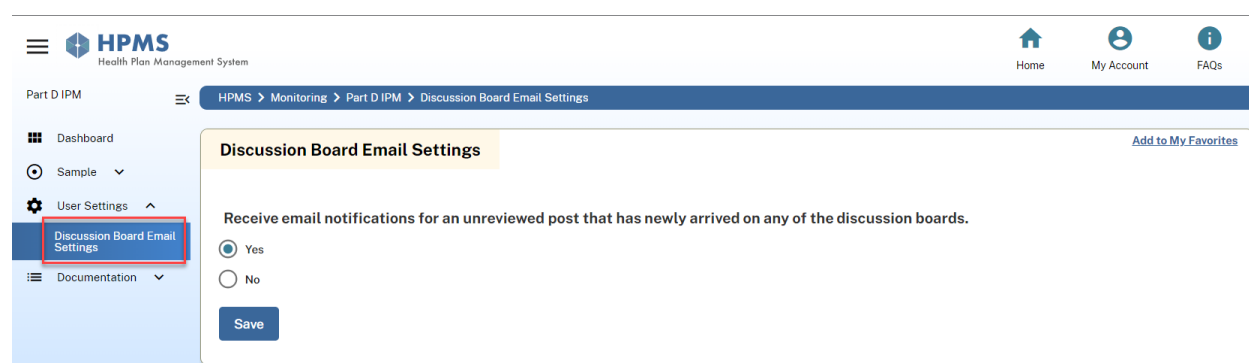 HPMS
Health Plan Management System
Home
My Account
FAQs
Part D IPM
HPMS > Monitoring > Part D IPM > Discussion Board Email Settings
Dashboard
Sample
User Settings
Discussion Board Email
Settings
Documentation
Discussion Board Email Settings
Add to My Favorites
Receive email notifications for an unreviewed post that has newly arrived on any of the discussion boards.
Yes
No
Save